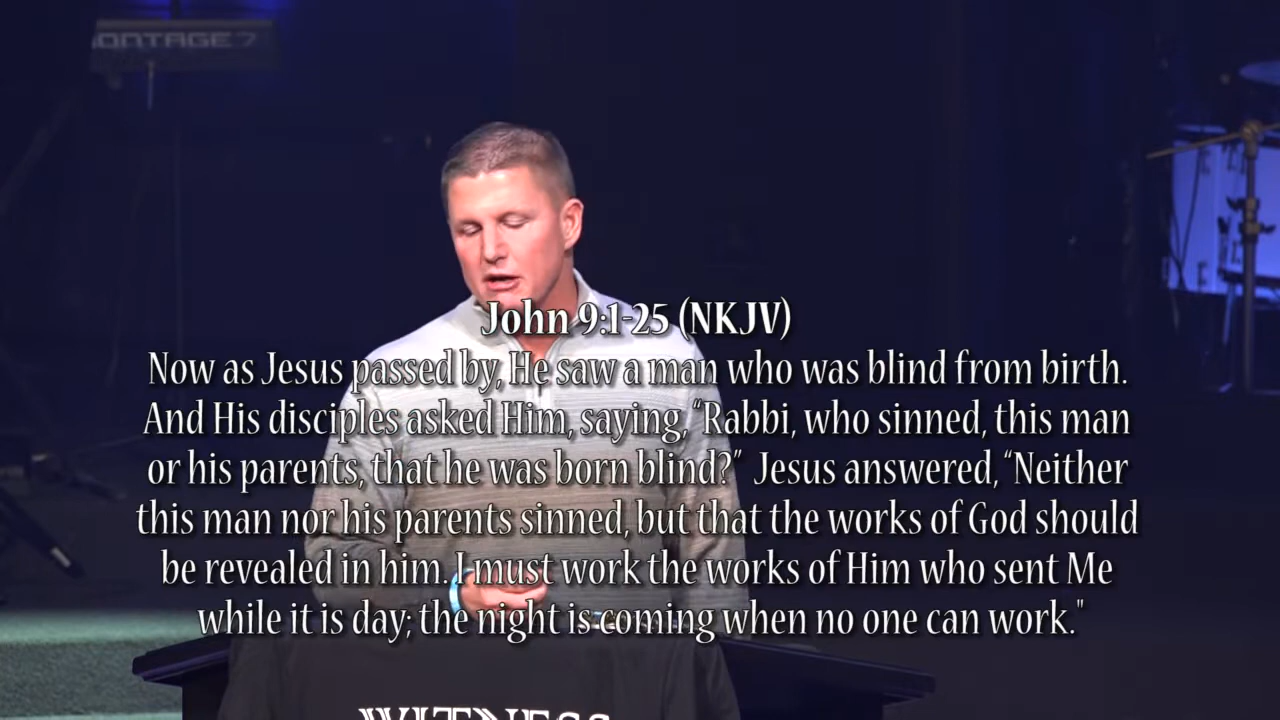 MONTAGE 7
John 9:1-25 (NKJV)
Now as Jesus passed by, He saw a man who was blind from birth.
And His disciples asked Him, saying, “Rabbi, who sinned, this man
or his parents, that he was born blind?” Jesus answered, “Neither
this man nor his parents sinned, but that the works of God should
be revealed in him. I must work the works of Him who sent Me
while it is day; the night is coming when no one can work."
WITNESS